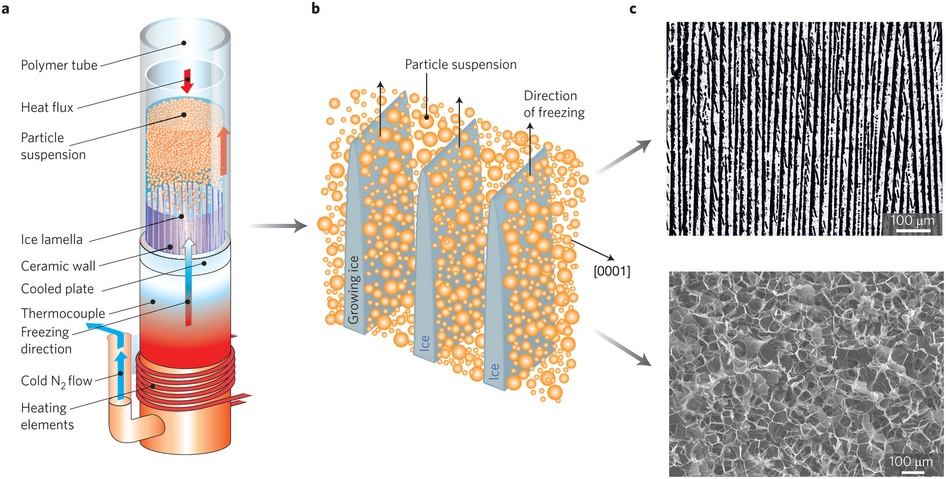 a
Polymer tube
Heat flux
Particle
suspension
Ice lamella
Ceramic wall
Cooled plate
Thermocouple
Freezing
direction
Cold N₂ flow
Heating
elements
b
Particle suspension
Direction
of freezing
[0001]
Growing ice
Ice
Ice
c
100 μm
100 μm